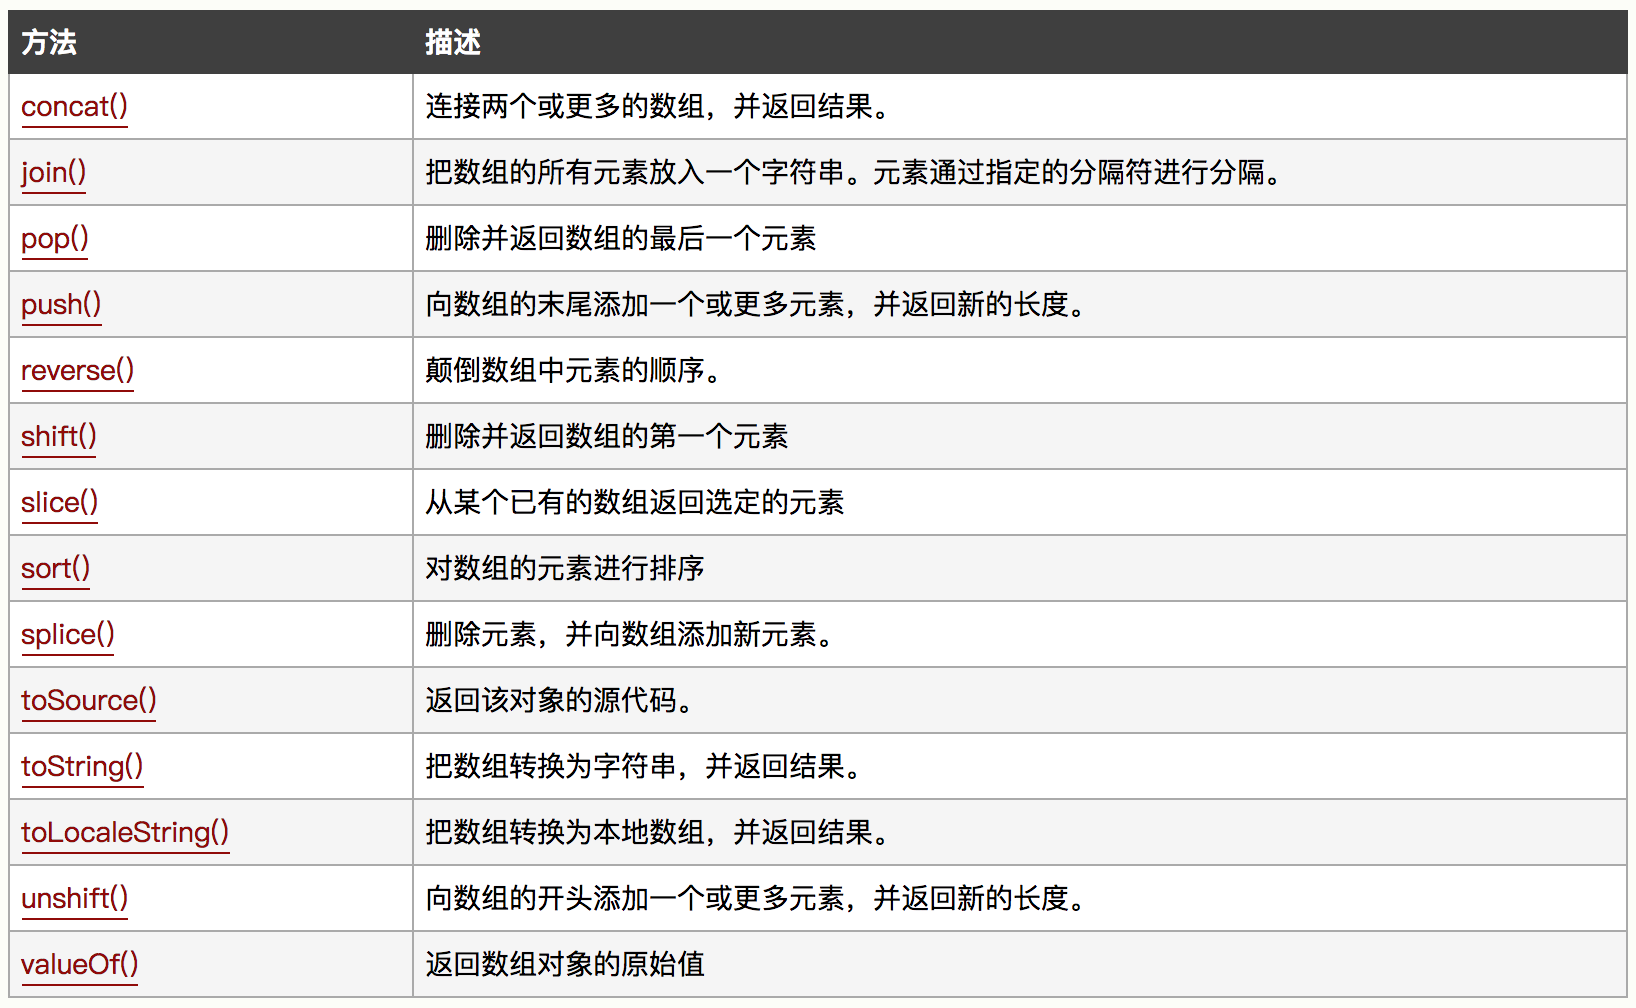 方法 描述
concat() 连接两个或更多的数组，并返回结果。
join() 把数组的所有元素放入一个字符串。元素通过指定的分隔符进行分隔。
pop() 删除并返回数组的最后一个元素
push() 向数组的末尾添加一个或更多元素，并返回新的长度。
reverse() 颠倒数组中元素的顺序。
shift() 删除并返回数组的第一个元素
slice() 从某个已有的数组返回选定的元素
sort() 对数组的元素进行排序
splice() 删除元素，并向数组添加新元素。
toSource() 返回该对象的源代码。
toString() 把数组转换为字符串，并返回结果。
toLocaleString() 把数组转换为本地数组，并返回结果。
unshift() 向数组的开头添加一个或更多元素，并返回新的长度。
valueOf() 返回数组对象的原始值